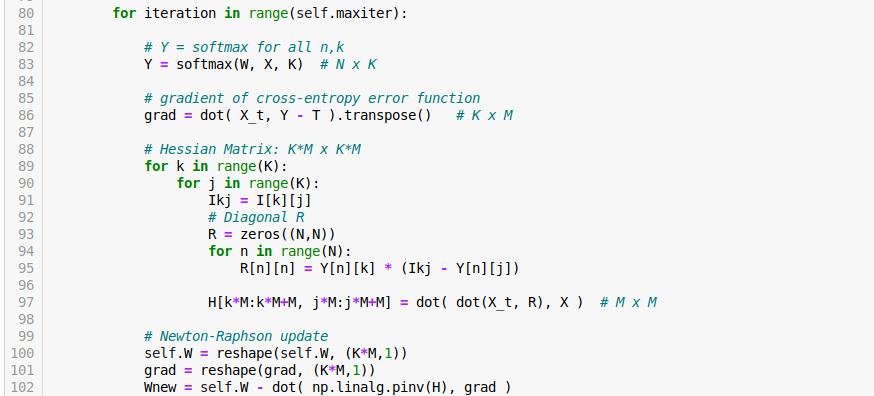 80 for iteration in range(self.maxiter):
81
82 # Y = softmax for all n,k
83 Y = softmax(W, X, K)  # N x K
84
85 # gradient of cross-entropy error function
86 grad = dot( X_t, Y - T ).transpose()   # K x M
87
88 # Hessian Matrix: K*M x K*M
89 for k in range(K):
90 for j in range(K):
91 Ikj = I[k][j]
92 # Diagonal R
93 R = zeros((N,N))
94 for n in range(N):
95 R[n][n] = Y[n][k] * (Ikj - Y[n][j])
96
97 H[k*M:k*M+M, j*M:j*M+M] = dot( dot(X_t, R), X )  # M x M
98
99 # Newton-Raphson update
100 self.W = reshape(self.W, (K*M,1))
101 grad = reshape(grad, (K*M,1))
102 Wnew = self.W - dot( np.linalg.pinv(H), grad )